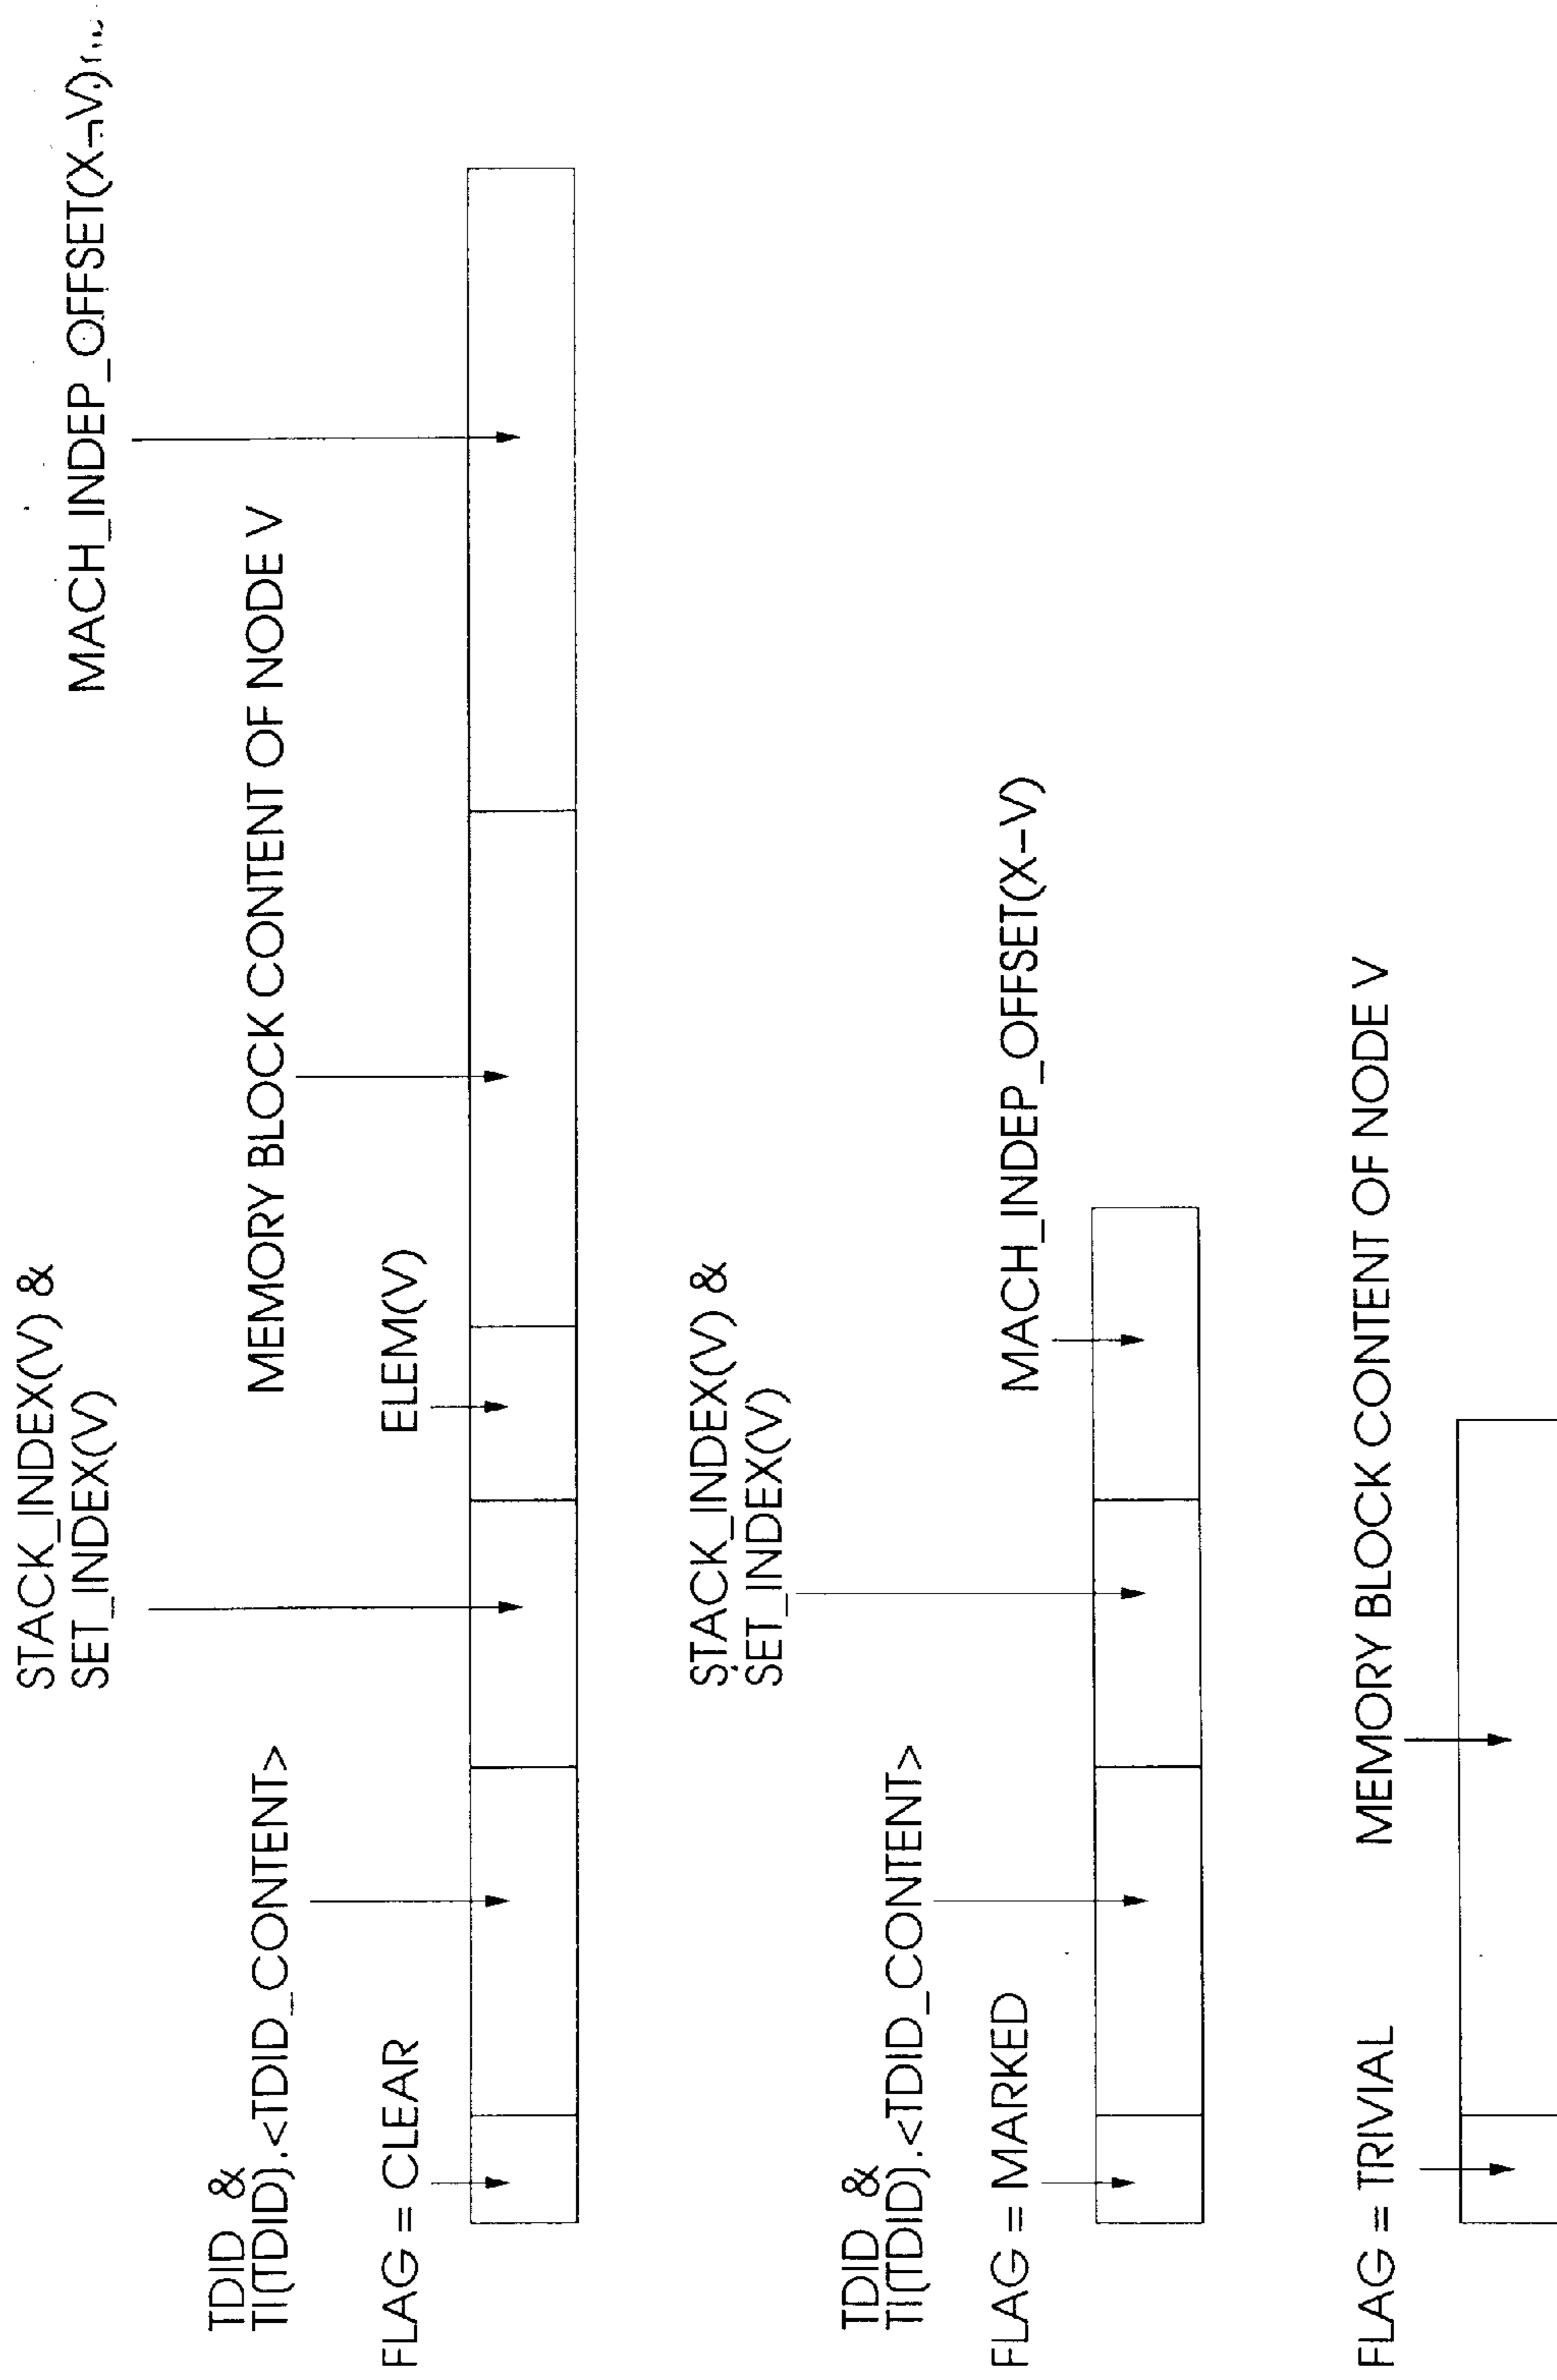 STACK_INDEX(V) &
SET_INDEX(V)
MACH_INDEP_OFFSET(X–V)
TDID &
TI(TDID).<TDID_CONTENT>
MEMORY BLOCK CONTENT OF NODE V
FLAG = CLEAR
ELEM(V)
STACK_INDEX(V) &
SET_INDEX(V)
TDID &
TI(TDID).<TDID_CONTENT>
FLAG = MARKED
MACH_INDEP_OFFSET(X–V)
FLAG = TRIVIAL
MEMORY BLOCK CONTENT OF NODE V